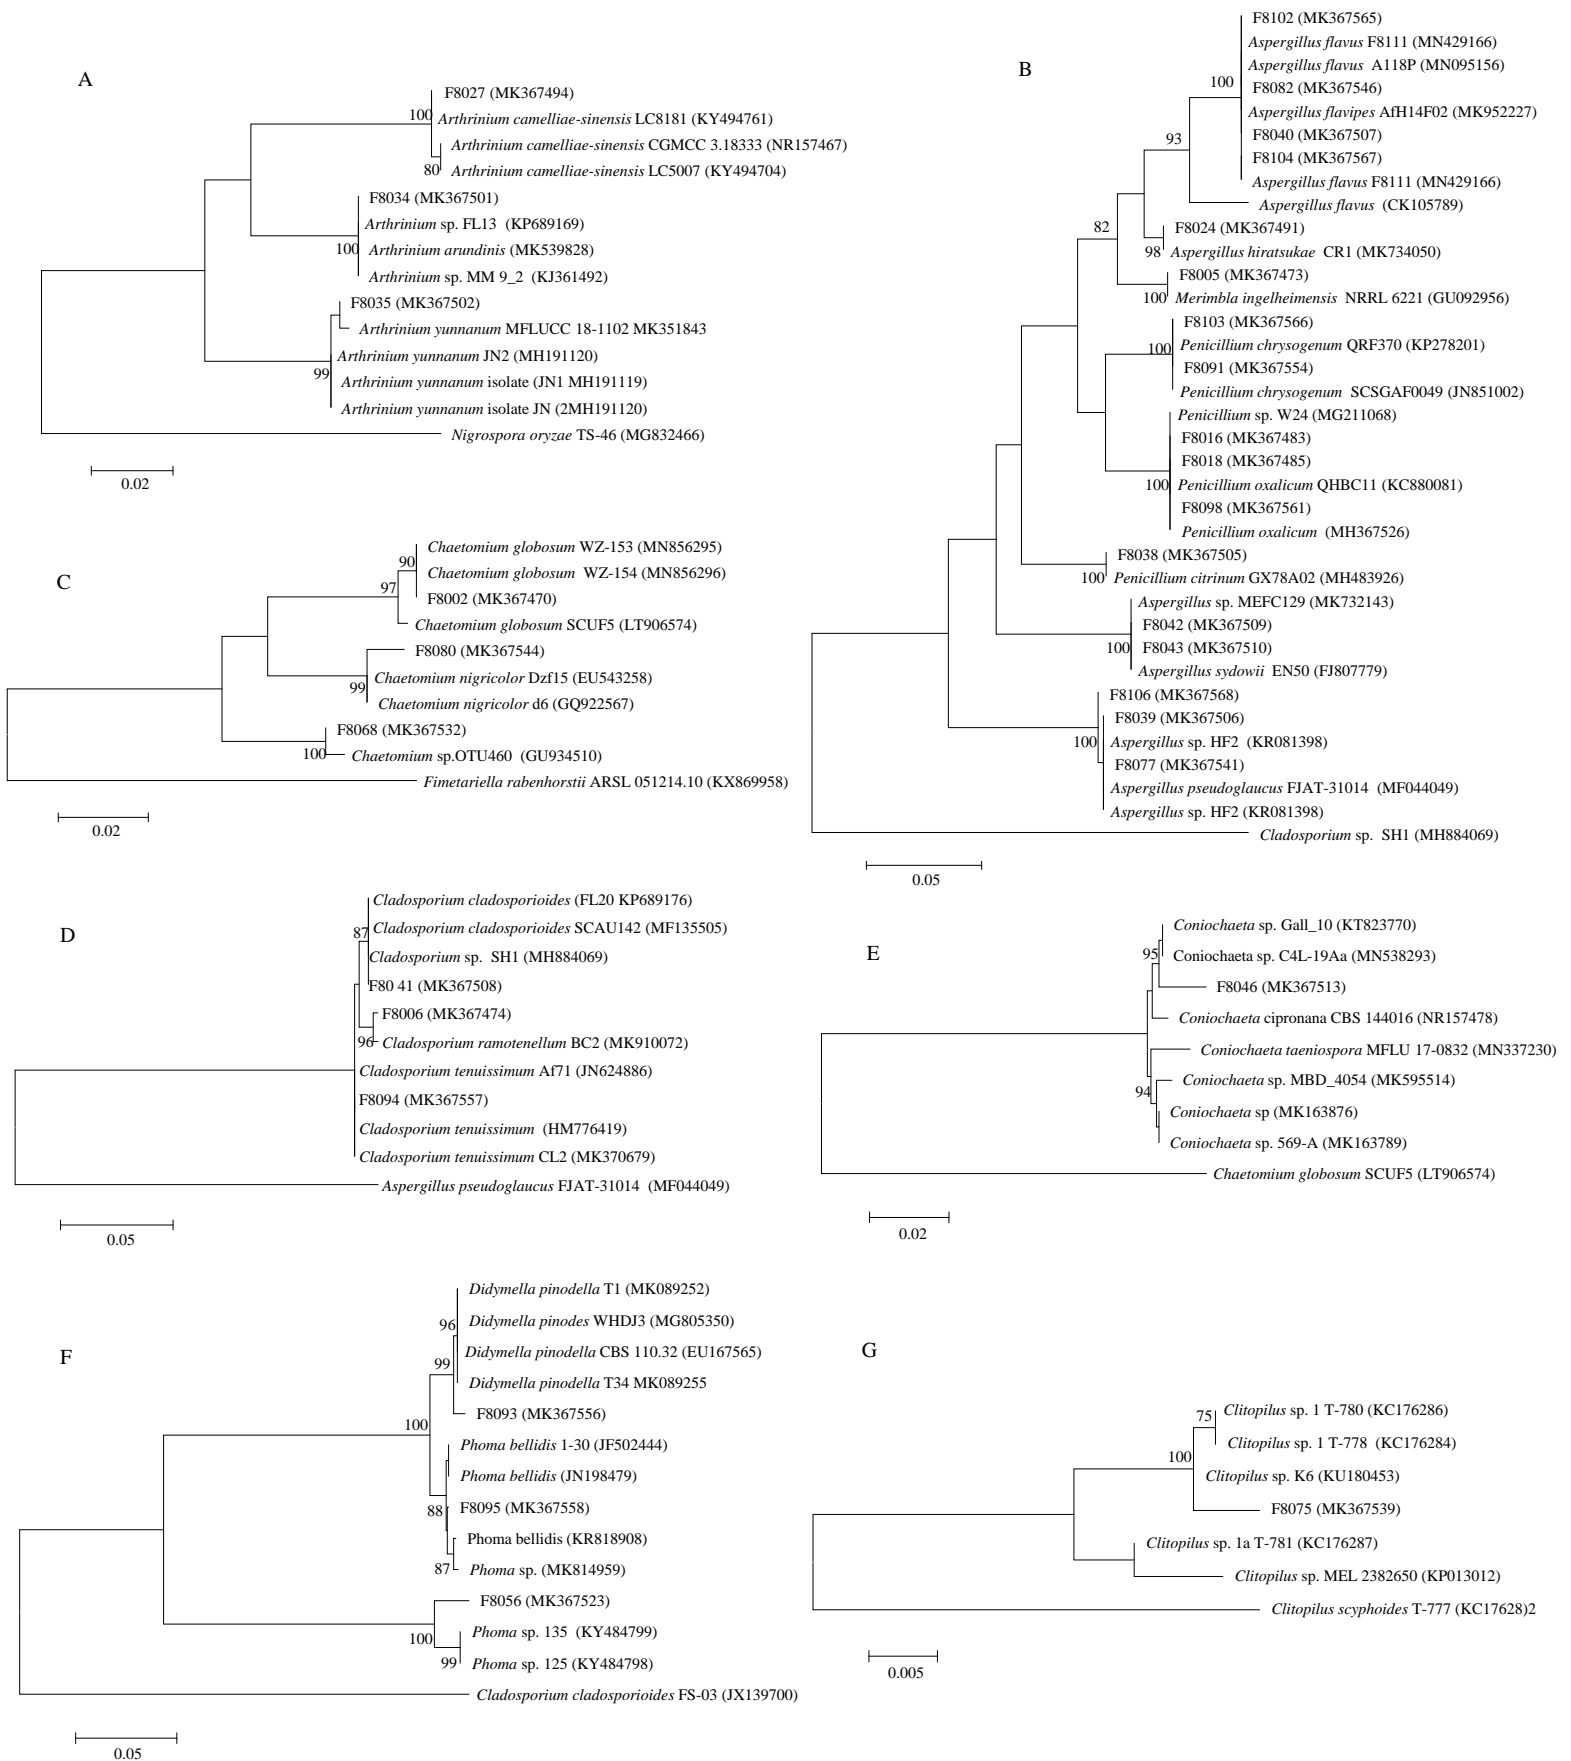 A
F8027 (MK367494)
100
Arthrinium camelliae-sinensis LC8181 (KY494761)
Arthrinium camelliae-sinensis CGMCC 3.18333 (NR157467)
80
Arthrinium camelliae-sinensis LC5007 (KY494704)
F8034 (MK367501)
Arthrinium sp. FL13 (KP689169)
100
Arthrinium arundinis (MK539828)
Arthrinium sp. MM 9_2 (KJ361492)
F8035 (MK367502)
Arthrinium yunnanum MFLUCC 18-1102 MK351843
Arthrinium yunnanum JN2 (MH191120)
99
Arthrinium yunnanum isolate (JN1 MH191119)
Arthrinium yunnanum isolate JN (2MH191120)
Nigrospora oryzae TS-46 (MG832466)
0.02
B
F8102 (MK367565)
Aspergillus flavus F8111 (MN429166)
Aspergillus flavus A118P (MN095156)
100
F8082 (MK367546)
Aspergillus flavipes AfH14F02 (MK952227)
F8040 (MK367507)
93
F8104 (MK367567)
Aspergillus flavus F8111 (MN429166)
Aspergillus flavus (CK105789)
82
F8024 (MK367491)
98
Aspergillus hiratsukae CR1 (MK734050)
F8005 (MK367473)
100
Merimbla ingelheimensis NRRL 6221 (GU092956)
F8103 (MK367566)
100
Penicillium chrysogenum QRF370 (KP278201)
F8091 (MK367554)
Penicillium chrysogenum SCSGAF0049 (JN851002)
Penicillium sp. W24 (MG211068)
F8016 (MK367483)
F8018 (MK367485)
100
Penicillium oxalicum QHBC11 (KC880081)
F8098 (MK367561)
Penicillium oxalicum (MH367526)
F8038 (MK367505)
100
Penicillium citrinum GX78A02 (MH483926)
Aspergillus sp. MEFC129 (MK732143)
F8042 (MK367509)
100
F8043 (MK367510)
Aspergillus sydowii EN50 (FJ807779)
F8106 (MK367568)
F8039 (MK367506)
100
Aspergillus sp. HF2 (KR081398)
F8077 (MK367541)
Aspergillus pseudoglaucus FJAT-31014 (MF044049)
Aspergillus sp. HF2 (KR081398)
Cladosporium sp. SH1 (MH884069)
0.05
C
Chaetomium globosum WZ-153 (MN856295)
90
Chaetomium globosum WZ-154 (MN856296)
97
F8002 (MK367470)
Chaetomium globosum SCUF5 (LT906574)
F8080 (MK367544)
Chaetomium nigricolor Dzf15 (EU543258)
99
Chaetomium nigricolor d6 (GQ922567)
F8068 (MK367532)
100
Chaetomium sp.OTU460 (GU934510)
Fimetariella rabenhorstii ARSL 051214.10 (KX869958)
0.02
D
Cladosporium cladosporioides (FL20 KP689176)
87
Cladosporium cladosporioides SCAU142 (MF135505)
Cladosporium sp. SH1 (MH884069)
F80 41 (MK367508)
F8006 (MK367474)
96
Cladosporium ramotenellum BC2 (MK910072)
Cladosporium tenuissimum Af71 (JN624886)
F8094 (MK367557)
Cladosporium tenuissimum (HM776419)
Cladosporium tenuissimum CL2 (MK370679)
Aspergillus pseudoglaucus FJAT-31014 (MF044049)
0.05
E
Coniochaeta sp. Gall_10 (KT823770)
95
Coniochaeta sp. C4L-19Aa (MN538293)
F8046 (MK367513)
Coniochaeta cipronana CBS 144016 (NR157478)
Coniochaeta taeniospora MFLU 17-0832 (MN337230)
Coniochaeta sp. MBD_4054 (MK595514)
94
Coniochaeta sp (MK163876)
Coniochaeta sp. 569-A (MK163789)
Chaetomium globosum SCUF5 (LT906574)
0.02
F
Didymella pinodella T1 (MK089252)
96
Didymella pinodes WHDJ3 (MG805350)
99
Didymella pinodella CBS 110.32 (EU167565)
Didymella pinodella T34 MK089255
F8093 (MK367556)
100
Phoma bellidis 1-30 (JF502444)
Phoma bellidis (JN198479)
88
F8095 (MK367558)
Phoma bellidis (KR818908)
87
Phoma sp. (MK814959)
F8056 (MK367523)
100
Phoma sp. 135 (KY484799)
99
Phoma sp. 125 (KY484798)
Cladosporium cladosporioides FS-03 (JX139700)
0.05
G
75
Clitopilus sp. 1 T-780 (KC176286)
Clitopilus sp. 1 T-778 (KC176284)
100
Clitopilus sp. K6 (KU180453)
F8075 (MK367539)
Clitopilus sp. 1a T-781 (KC176287)
Clitopilus sp. MEL 2382650 (KP013012)
Clitopilus scyphoides T-777 (KC17628)2
0.005